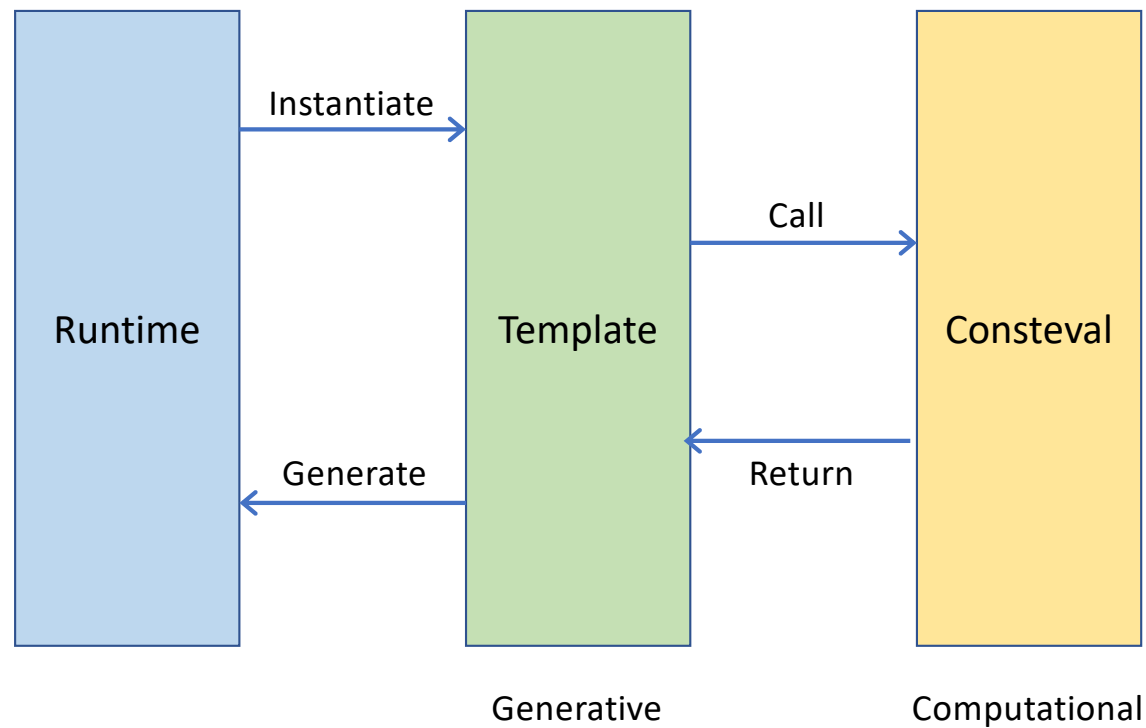 Instantiate
Call
Runtime
Template
Consteval
Generate
Return
Generative
Computational